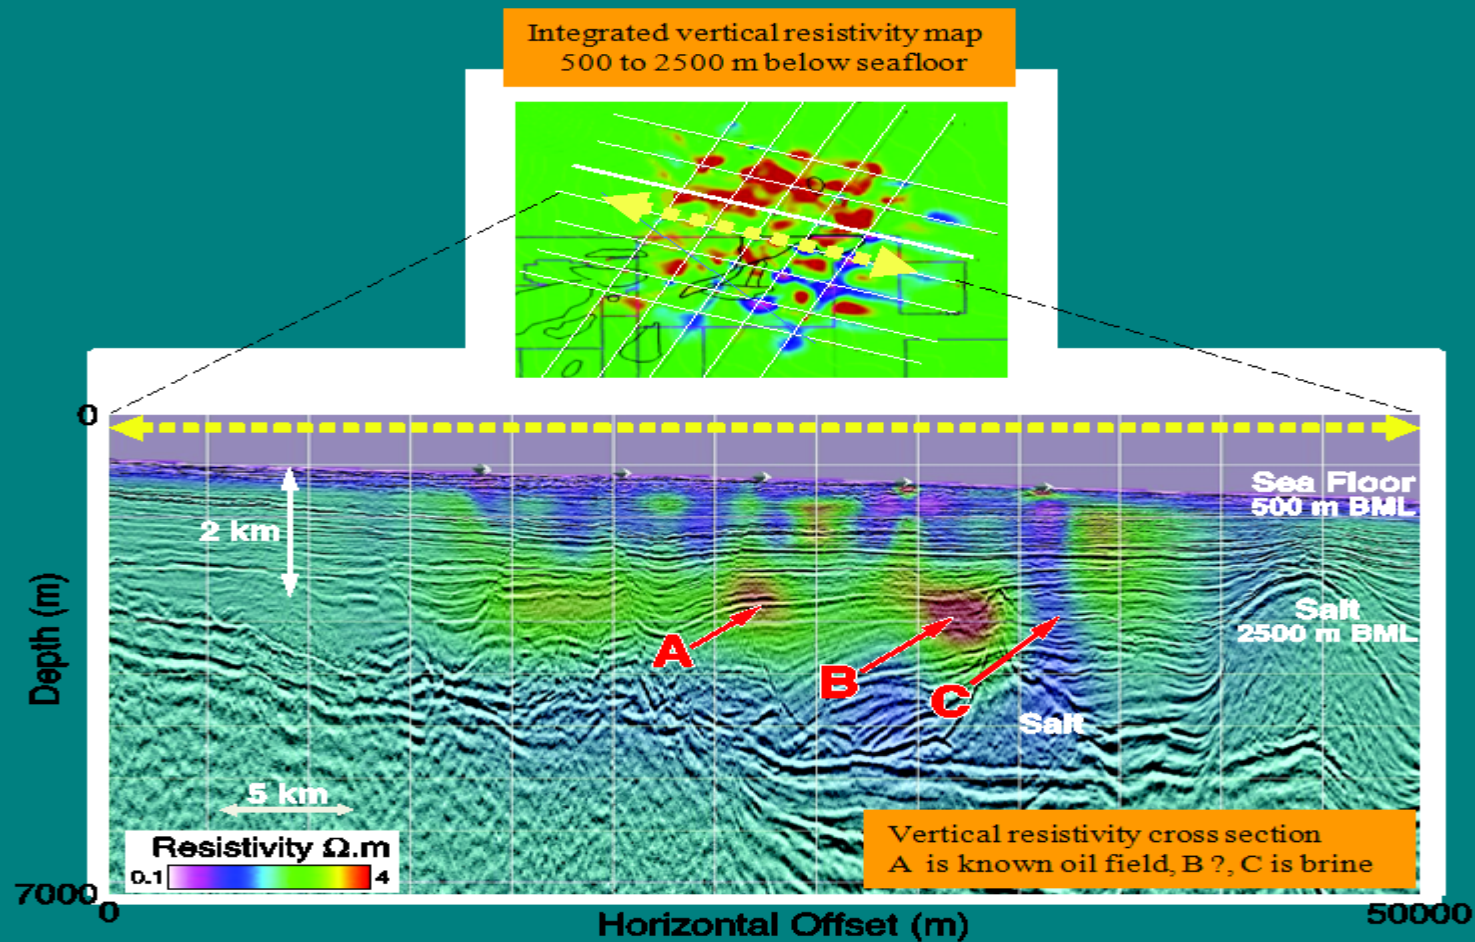 Integrated vertical resistivity map
500 to 2500 m below seafloor
0
Sea Floor
500 m BML
2 km
Salt
2500 m BML
A
B
C
Salt
5 km
Resistivity Ω.m
0.1
4
Vertical resistivity cross section
A is known oil field, B ?, C is brine
Depth (m)
7000
0
Horizontal Offset (m)
50000